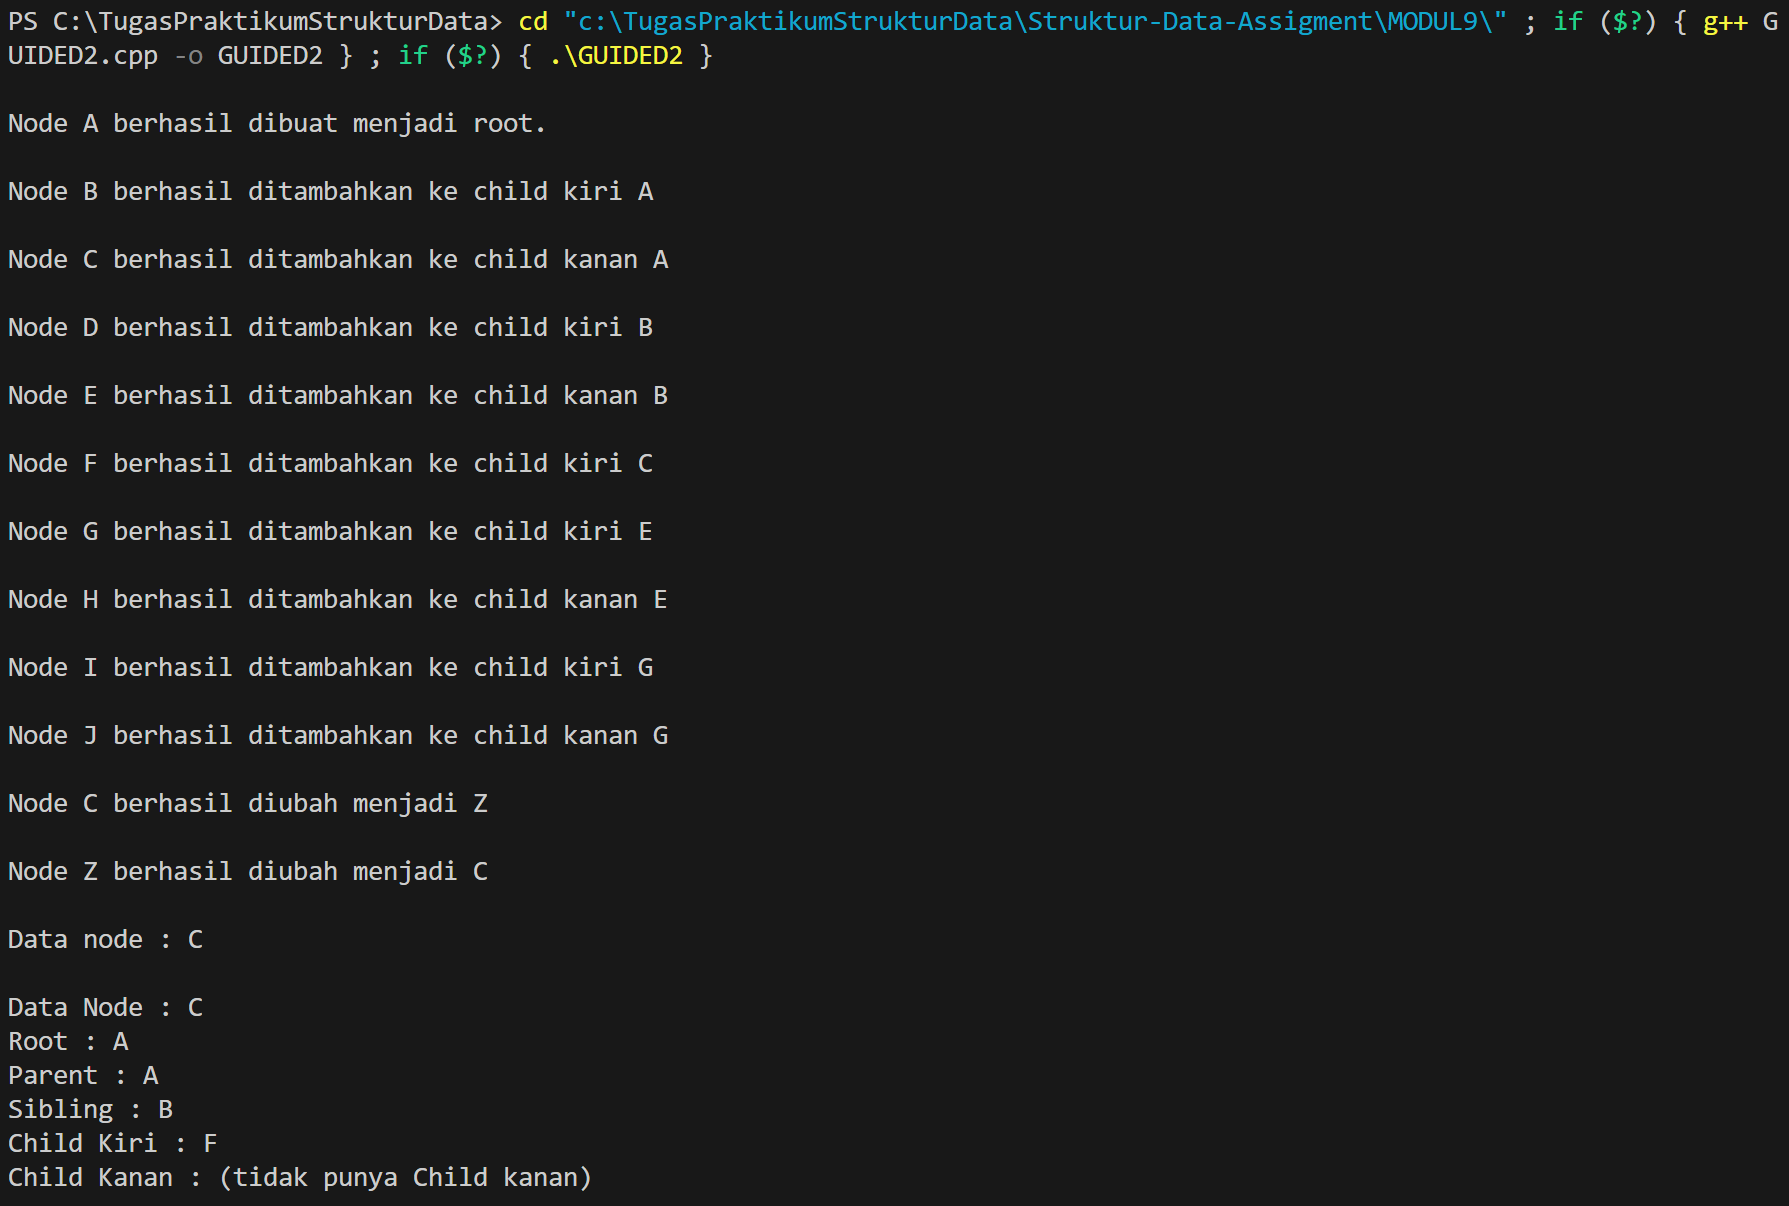 PS C:\TugasPraktikumStrukturData> cd "c:\TugasPraktikumStrukturData\Struktur-Data-Assigment\MODUL9\" ; if ($?) { g++ G
UIDED2.cpp -o GUIDED2 } ; if ($?) { .\GUIDED2 }
Node A berhasil dibuat menjadi root.
Node B berhasil ditambahkan ke child kiri A
Node C berhasil ditambahkan ke child kanan A
Node D berhasil ditambahkan ke child kiri B
Node E berhasil ditambahkan ke child kanan B
Node F berhasil ditambahkan ke child kiri C
Node G berhasil ditambahkan ke child kiri E
Node H berhasil ditambahkan ke child kanan E
Node I berhasil ditambahkan ke child kiri G
Node J berhasil ditambahkan ke child kanan G
Node C berhasil diubah menjadi Z
Node Z berhasil diubah menjadi C
Data node : C
Data Node : C
Root : A
Parent : A
Sibling : B
Child Kiri : F
Child Kanan : (tidak punya Child kanan)